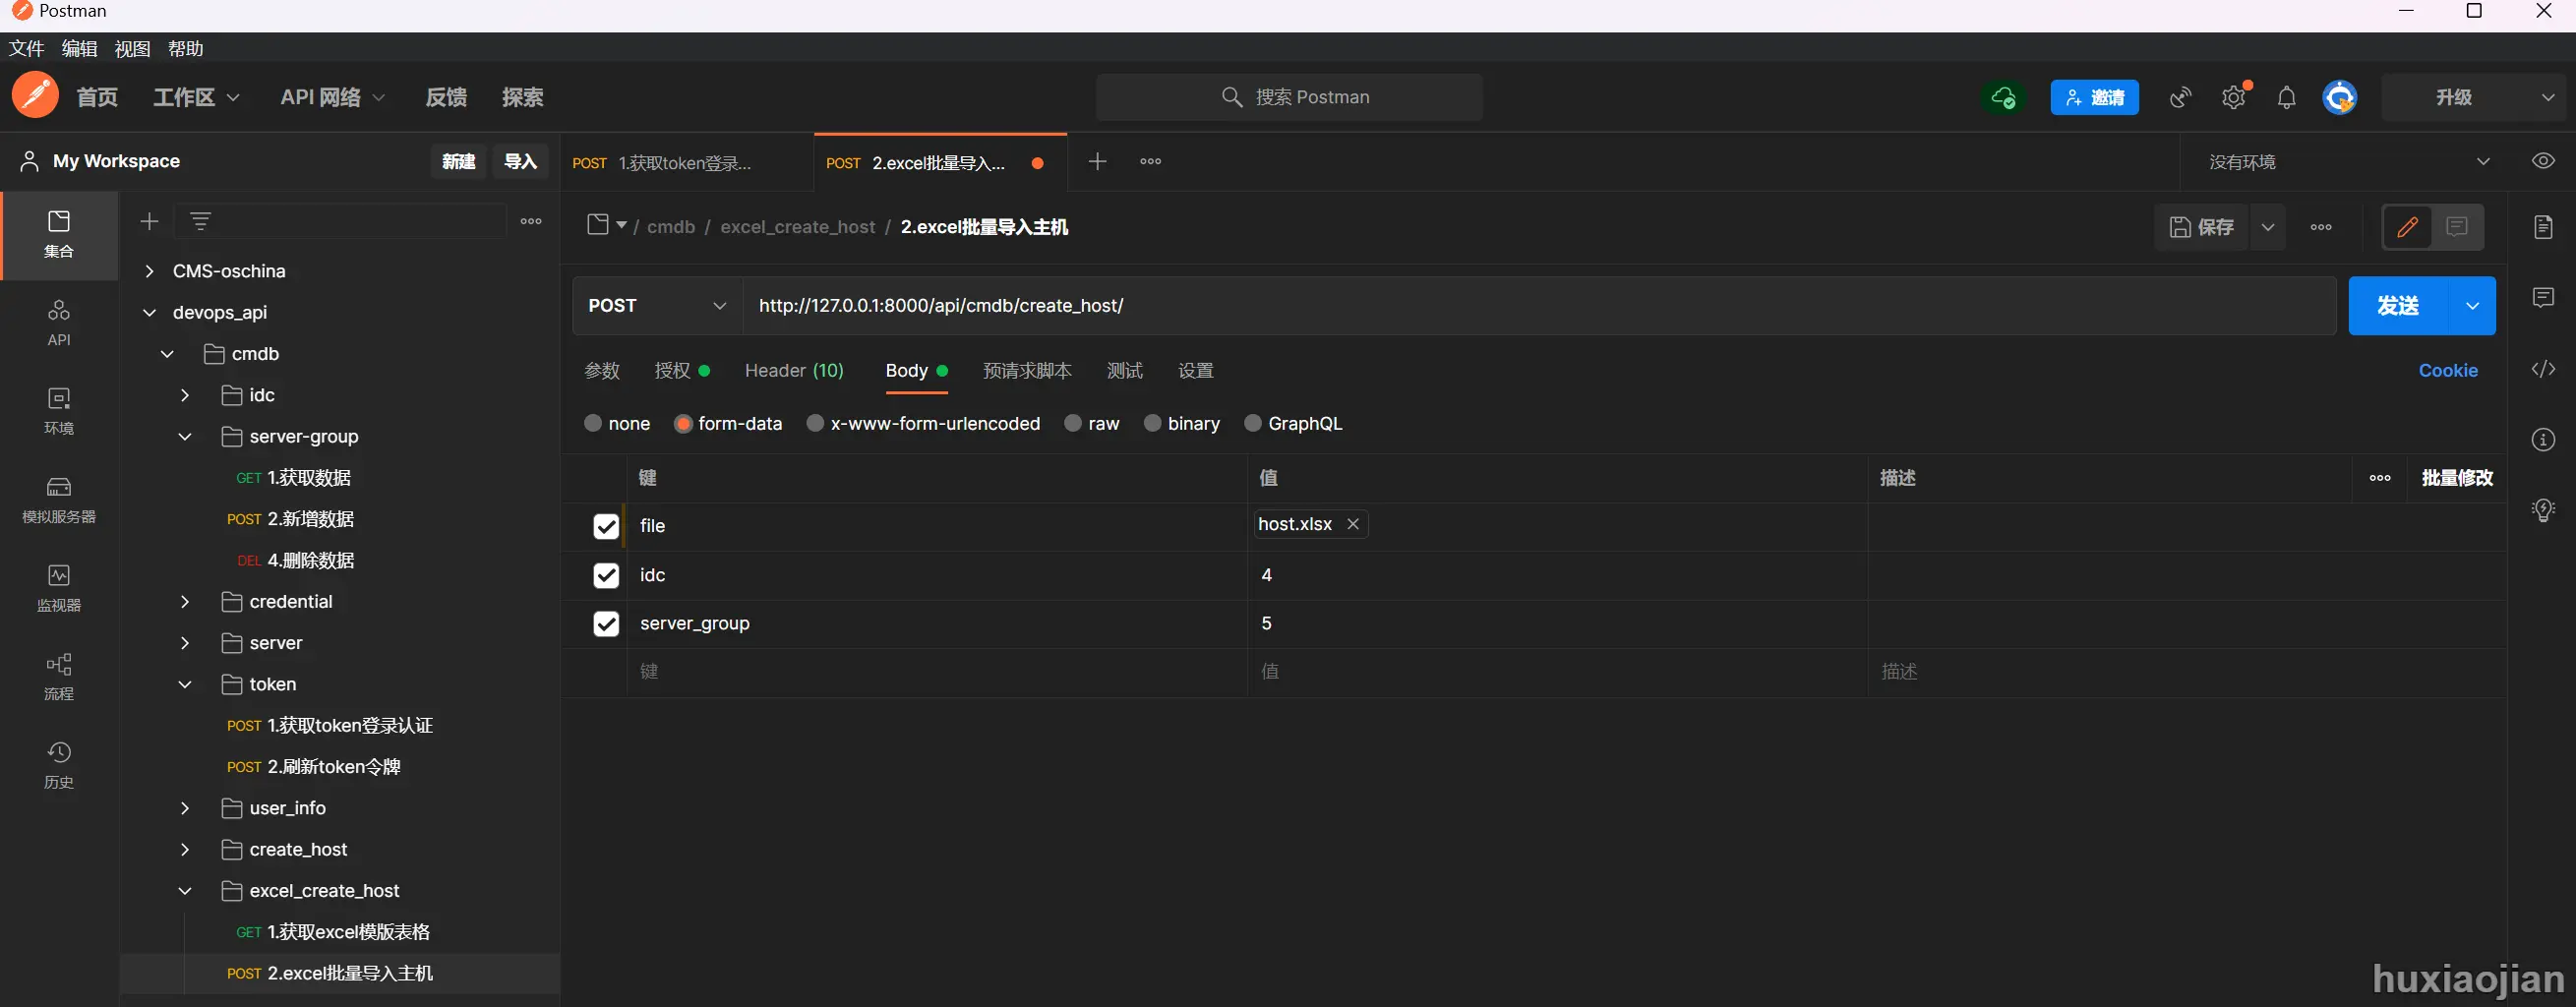 Postman
文件 编辑 视图 帮助
首页 工作区 API 网络 反馈 探索 搜索 Postman 邀请 升级
My Workspace 新建 导入 POST 1.获取token登录... POST 2.excel批量导入... 没有环境
集合
API
环境
模拟服务器
监视器
流程
历史
CMS-oschina
devops_api
cmdb
idc
server-group
GET 1.获取数据
POST 2.新增数据
DEL 4.删除数据
credential
server
token
POST 1.获取token登录认证
POST 2.刷新token令牌
user_info
create_host
excel_create_host
GET 1.获取excel模版表格
POST 2.excel批量导入主机
/ cmdb / excel_create_host / 2.excel批量导入主机 保存
POST http://127.0.0.1:8000/api/cmdb/create_host/ 发送
参数 授权 Header (10) Body 预请求脚本 测试 设置 Cookie
none form-data x-www-form-urlencoded raw binary GraphQL
键 值 描述 批量修改
file host.xlsx
idc 4
server_group 5
键 值 描述
huxiaojian